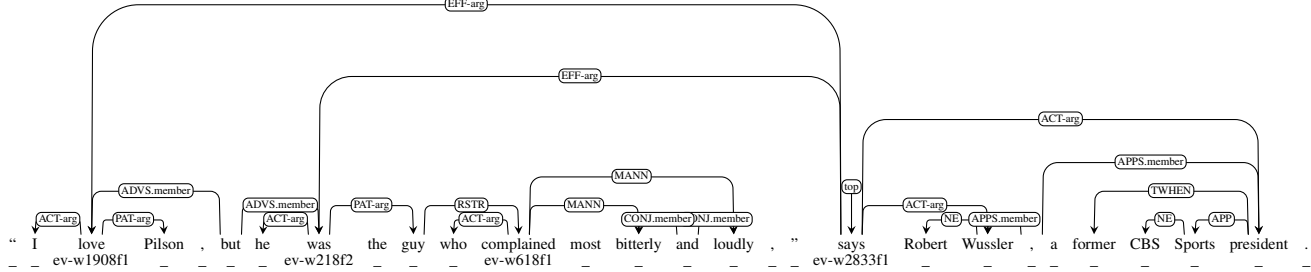 EFF-arg
EFF-arg
ACT-arg
APPS.member
top MANN TWHEN
ADVS.member ADVS.member PAT-arg RSTR MANN ACT-arg
ACT-arg PAT-arg ACT-arg ACT-arg CONJ.member ONJ.member NE APPS.member NE APP
“ I love Pilson , but he was the guy who complained most bitterly and loudly , ” says Robert Wussler , a former CBS Sports president .
ev-w1908f1 ev-w218f2 ev-w618f1 ev-w2833f1
_ _ _ _ _ _ _ _ _ _ _ _ _ _ _ _ _ _ _ _ _ _ _ _ _ _ _ _ _